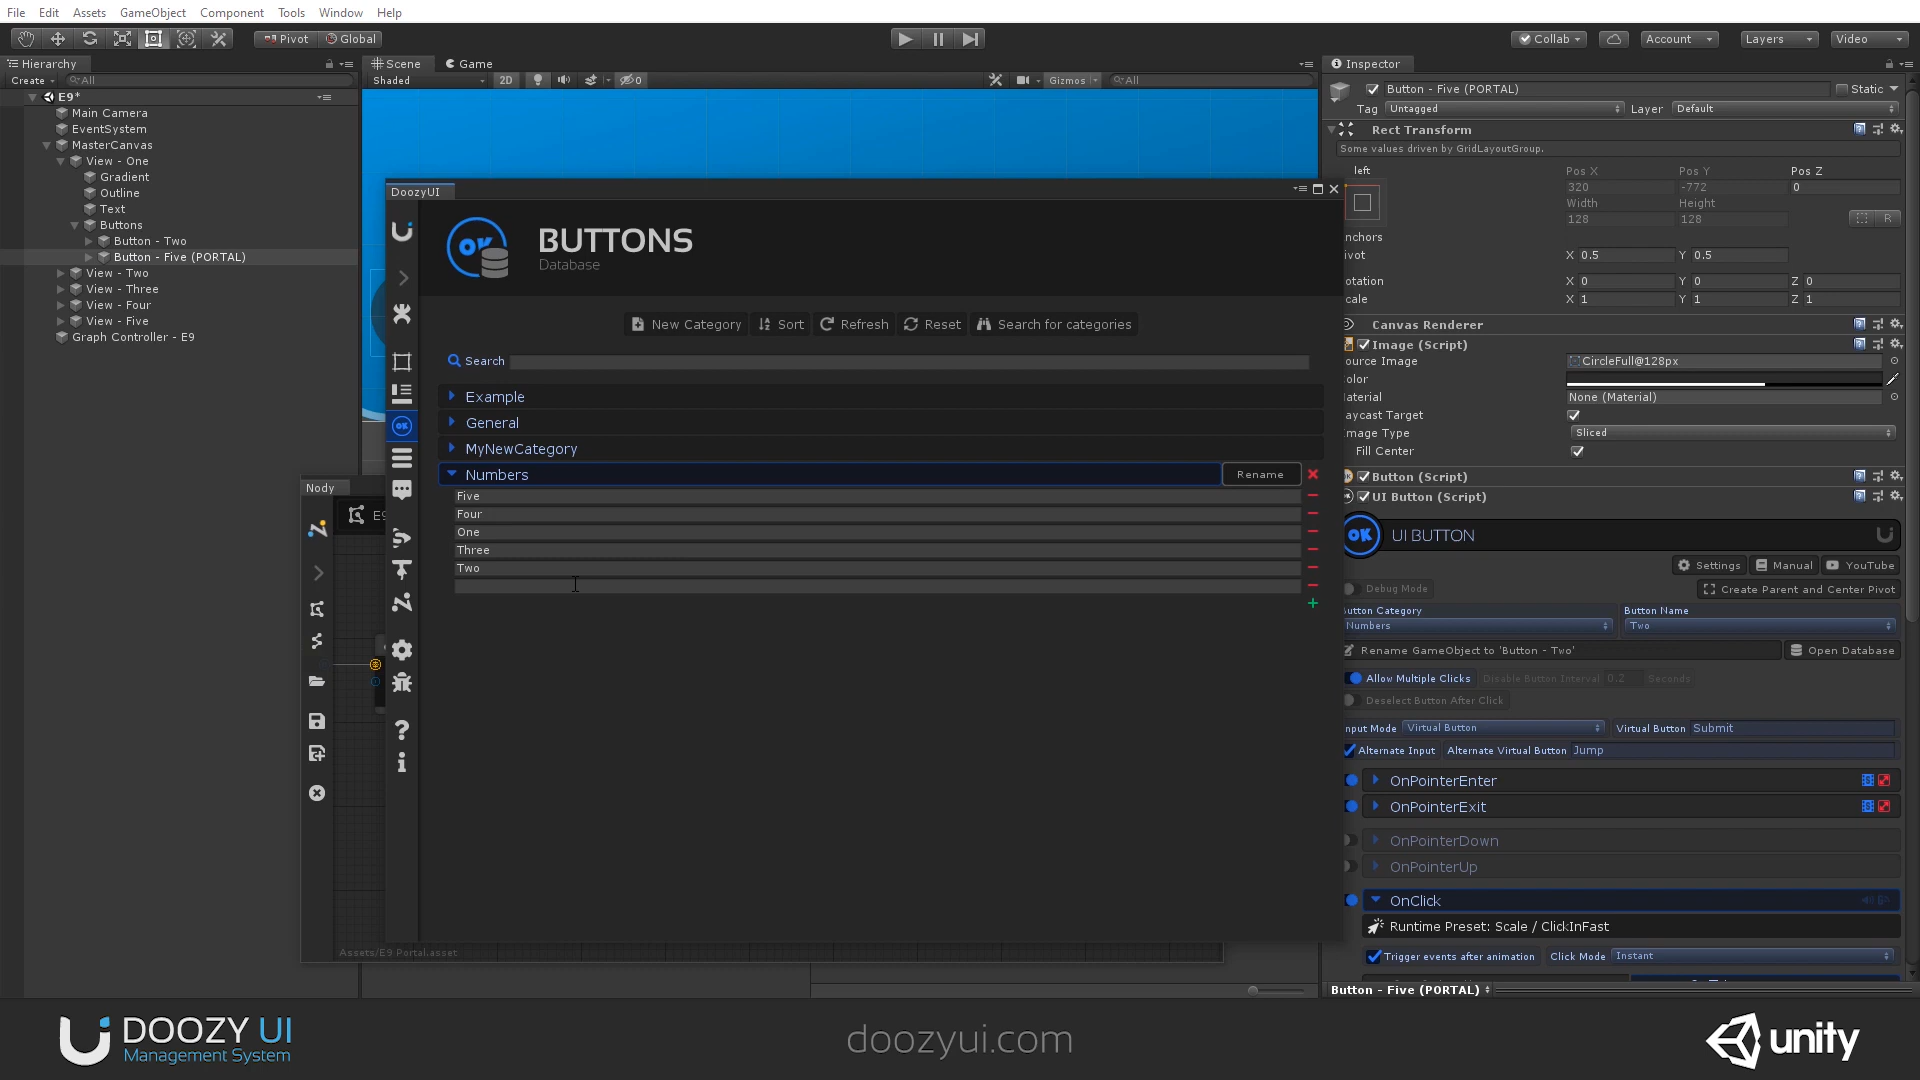 File Edit Assets GameObject Component Tools Window Help
Pivot Global Collab Account Layers Video
Hierarchy
Create All
E9*
Main Camera
EventSystem
MasterCanvas
View - One
Gradient
Outline
Text
Buttons
Button - Two
Button - Five (PORTAL)
View - Two
View - Three
View - Four
View - Five
Graph Controller - E9
Scene Game
Shaded 2D 0 Gizmos All
DoozyUI
BUTTONS
Database
New Category Sort Refresh Reset Search for categories
Search
Example
General
MyNewCategory
Numbers Rename
Five
Four
One
Three
Two
Nody
E9
Assets/E9 Portal.asset
Inspector
Button - Five (PORTAL) Static
Tag Untagged Layer Default
Rect Transform
Some values driven by GridLayoutGroup.
left Pos X Pos Y Pos Z
320 -772 0
Width Height
128 128 R
nchors
ivot X 0.5 Y 0.5
otation X 0 Y 0 Z 0
cale X 1 Y 1 Z 1
Canvas Renderer
Image (Script)
ource Image CircleFull@128px
olor
aterial None (Material)
aycast Target
mage Type Sliced
Fill Center
Button (Script)
UI Button (Script)
OK UI BUTTON
Settings Manual YouTube
Debug Mode Create Parent and Center Pivot
utton Category Button Name
Numbers Two
Rename GameObject to 'Button - Two' Open Database
Allow Multiple Clicks Disable Button Interval 0.2 Seconds
Deselect Button After Click
nput Mode Virtual Button Virtual Button Submit
Alternate Input Alternate Virtual Button Jump
OnPointerEnter
OnPointerExit
OnPointerDown
OnPointerUp
OnClick
Runtime Preset: Scale / ClickInFast
Trigger events after animation Click Mode Instant
Button - Five (PORTAL)
DOOZY UI
Management System
doozyui.com
unity